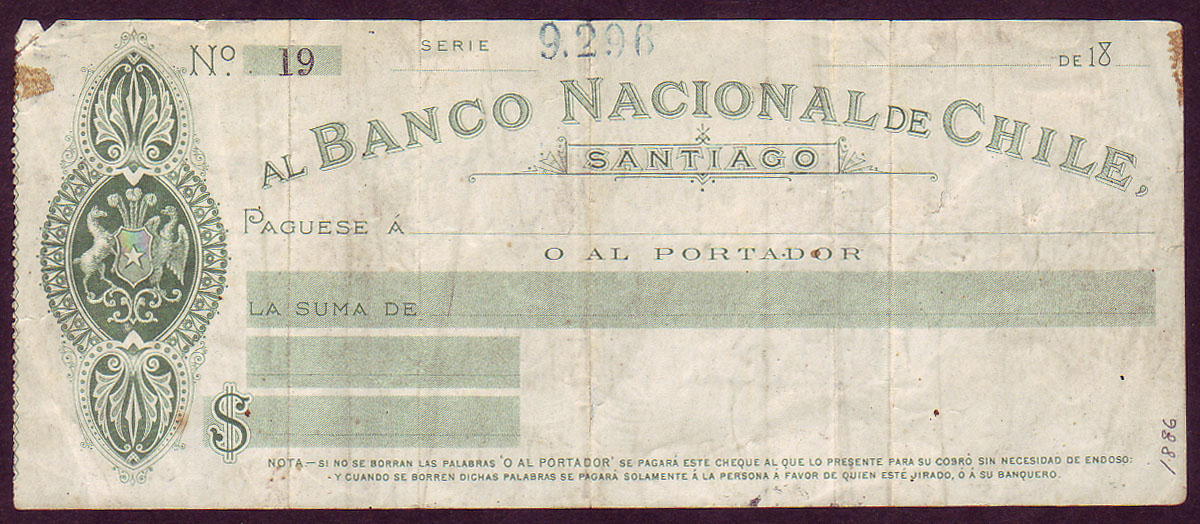 Nº. 19 SERIE 9.296 DE 18
AL BANCO NACIONAL DE CHILE,
SANTIAGO
PAGUESE Á
O AL PORTADOR
LA SUMA DE
$
NOTA.—SI NO SE BORRAN LAS PALABRAS 'O AL PORTADOR' SE PAGARÁ ESTE CHEQUE AL QUE LO PRESENTE PARA SU COBRO SIN NECESIDAD DE ENDOSO:
-Y CUANDO SE BORREN DICHAS PALABRAS SE PAGARÁ SOLAMENTE Á LA PERSONA Á FAVOR DE QUIEN ESTÉ JIRADO, Ó Á SU BANQUERO.
1886